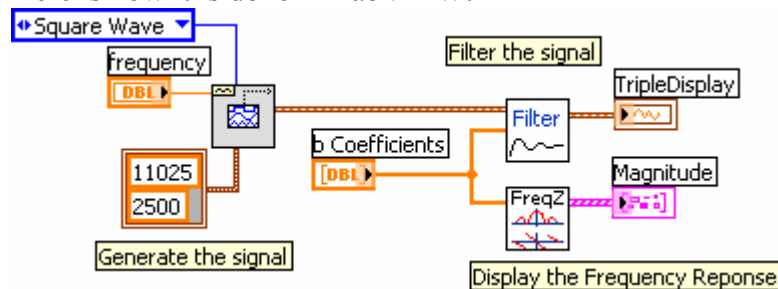 Square Wave
frequency
DBL
Filter the signal
TripleDisplay
Filter
b Coefficients
[DBL]
11025
2500
Magnitude
FreqZ
Generate the signal
Display the Frequency Reponse